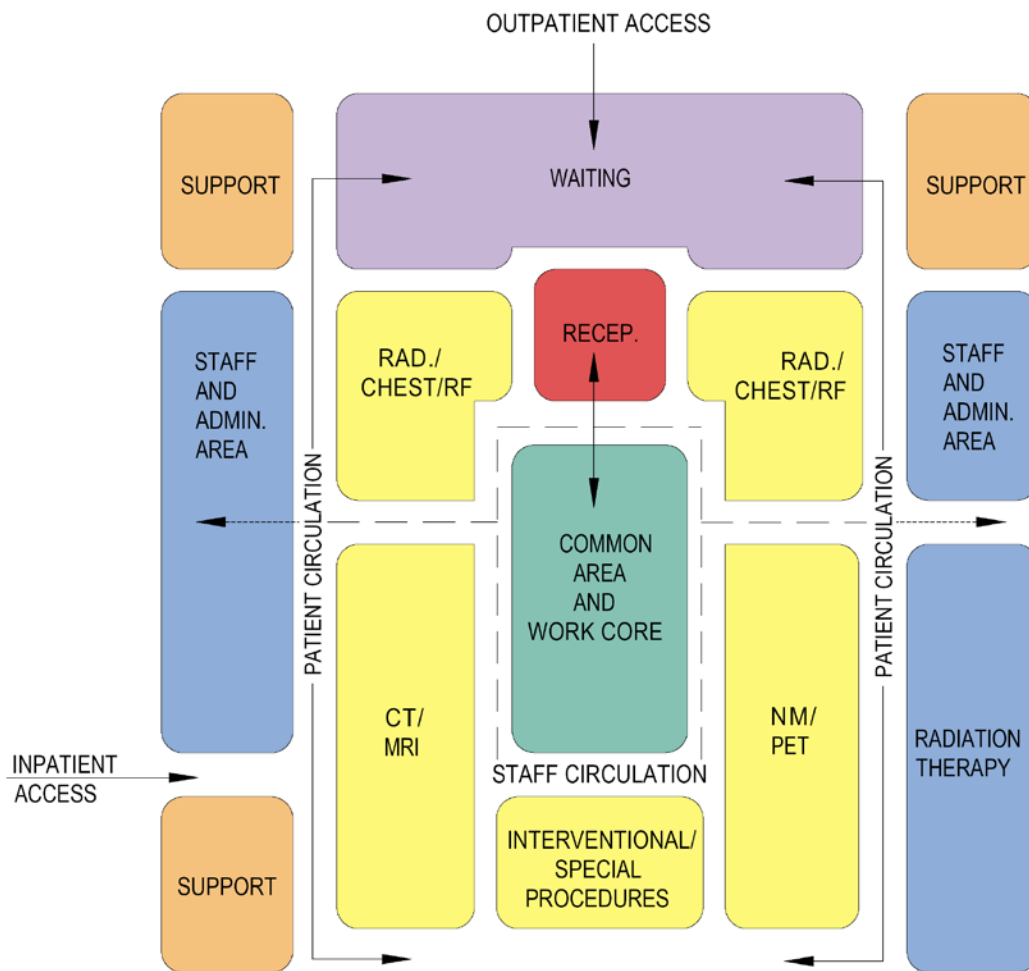 OUTPATIENT ACCESS
SUPPORT
WAITING
SUPPORT
RECEP.
STAFF
AND
ADMIN.
AREA
RAD./
CHEST/RF
RAD./
CHEST/RF
STAFF
AND
ADMIN.
AREA
PATIENT CIRCULATION
COMMON
AREA
AND
WORK CORE
PATIENT CIRCULATION
CT/
MRI
NM/
PET
RADIATION
THERAPY
INPATIENT
ACCESS
STAFF CIRCULATION
SUPPORT
INTERVENTIONAL/
SPECIAL
PROCEDURES